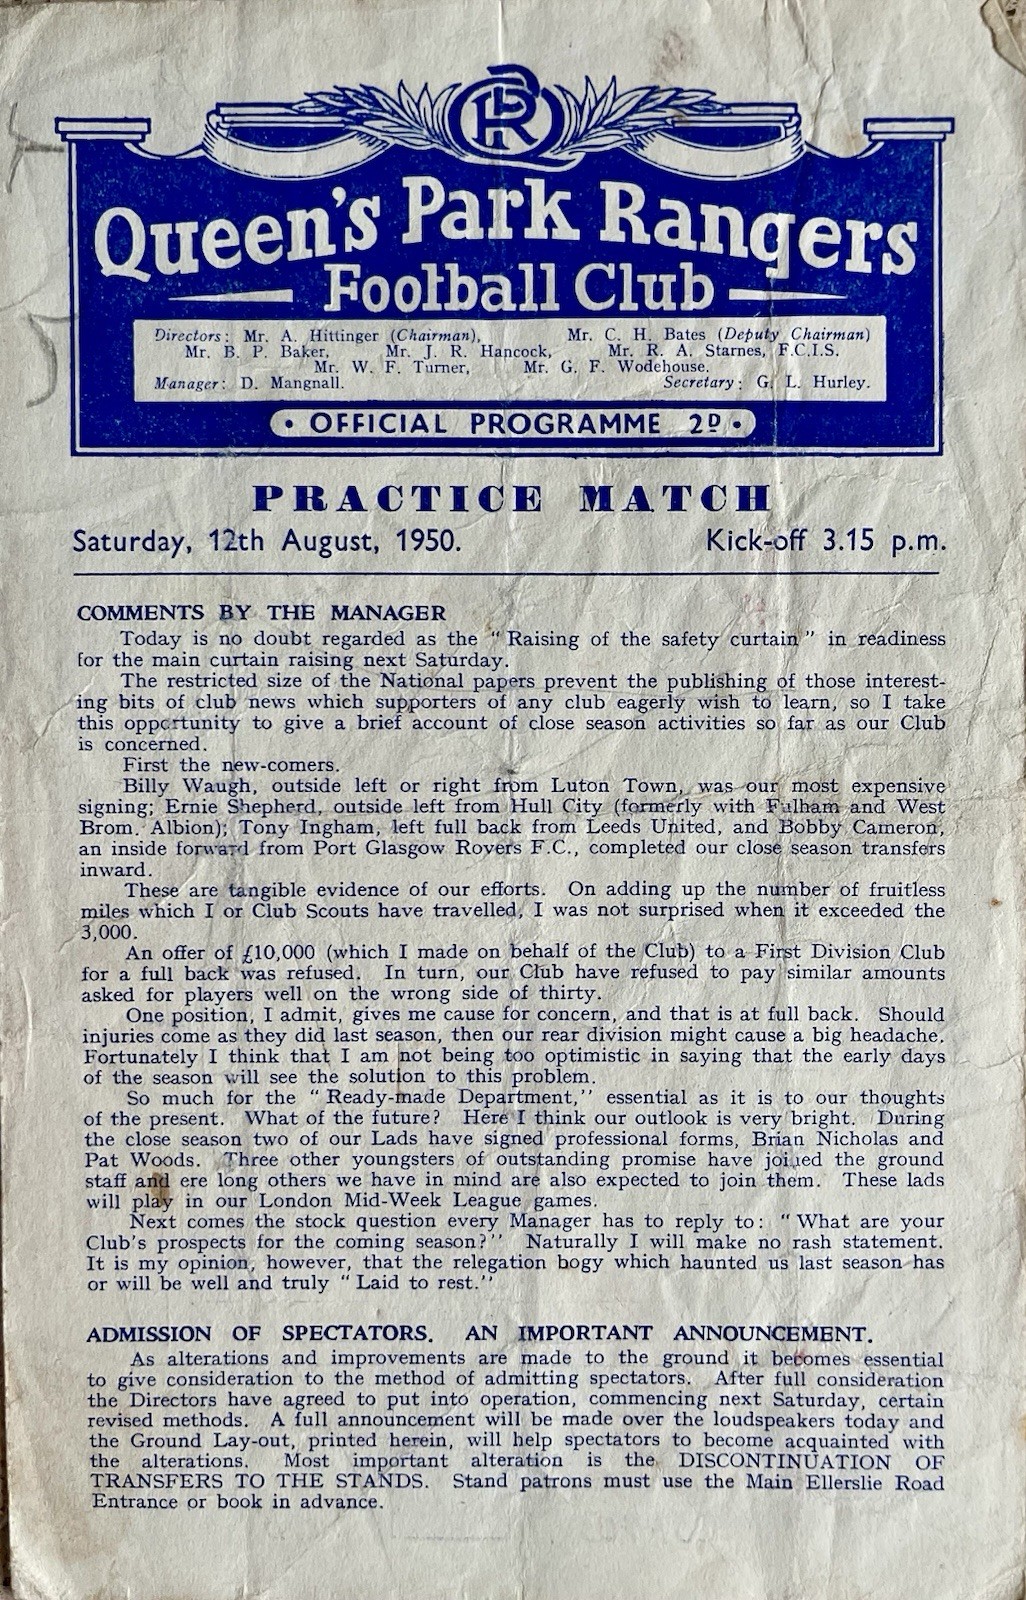 QPR
Queen's Park Rangers
Football Club
Directors: Mr. A. Hittinger (Chairman), Mr. C. H. Bates (Deputy Chairman)
Mr. B. P. Baker, Mr. J. R. Hancock, Mr. R. A. Starnes, F.C.I.S.
Mr. W. F. Turner, Mr. G. F. Wodehouse.
Manager: D. Mangnall. Secretary: G. L. Hurley.
• OFFICIAL PROGRAMME 2D •
PRACTICE MATCH
Saturday, 12th August, 1950. Kick-off 3.15 p.m.
COMMENTS BY THE MANAGER
Today is no doubt regarded as the "Raising of the safety curtain" in readiness
for the main curtain raising next Saturday.
The restricted size of the National papers prevent the publishing of those interest-
ing bits of club news which supporters of any club eagerly wish to learn, so I take
this opportunity to give a brief account of close season activities so far as our Club
is concerned.
First the new-comers.
Billy Waugh, outside left or right from Luton Town, was our most expensive
signing; Ernie Shepherd, outside left from Hull City (formerly with Fulham and West
Brom. Albion); Tony Ingham, left full back from Leeds United, and Bobby Cameron,
an inside forward from Port Glasgow Rovers F.C., completed our close season transfers
inward.
These are tangible evidence of our efforts. On adding up the number of fruitless
miles which I or Club Scouts have travelled, I was not surprised when it exceeded the
3,000.
An offer of £10,000 (which I made on behalf of the Club) to a First Division Club
for a full back was refused. In turn, our Club have refused to pay similar amounts
asked for players well on the wrong side of thirty.
One position, I admit, gives me cause for concern, and that is at full back. Should
injuries come as they did last season, then our rear division might cause a big headache.
Fortunately I think that I am not being too optimistic in saying that the early days
of the season will see the solution to this problem.
So much for the "Ready-made Department," essential as it is to our thoughts
of the present. What of the future? Here I think our outlook is very bright. During
the close season two of our Lads have signed professional forms, Brian Nicholas and
Pat Woods. Three other youngsters of outstanding promise have joined the ground
staff and ere long others we have in mind are also expected to join them. These lads
will play in our London Mid-Week League games.
Next comes the stock question every Manager has to reply to: "What are your
Club's prospects for the coming season?" Naturally I will make no rash statement.
It is my opinion, however, that the relegation bogy which haunted us last season has
or will be well and truly "Laid to rest."
ADMISSION OF SPECTATORS. AN IMPORTANT ANNOUNCEMENT.
As alterations and improvements are made to the ground it becomes essential
to give consideration to the method of admitting spectators. After full consideration
the Directors have agreed to put into operation, commencing next Saturday, certain
revised methods. A full announcement will be made over the loudspeakers today and
the Ground Lay-out, printed herein, will help spectators to become acquainted with
the alterations. Most important alteration is the DISCONTINUATION OF
TRANSFERS TO THE STANDS. Stand patrons must use the Main Ellerslie Road
Entrance or book in advance.